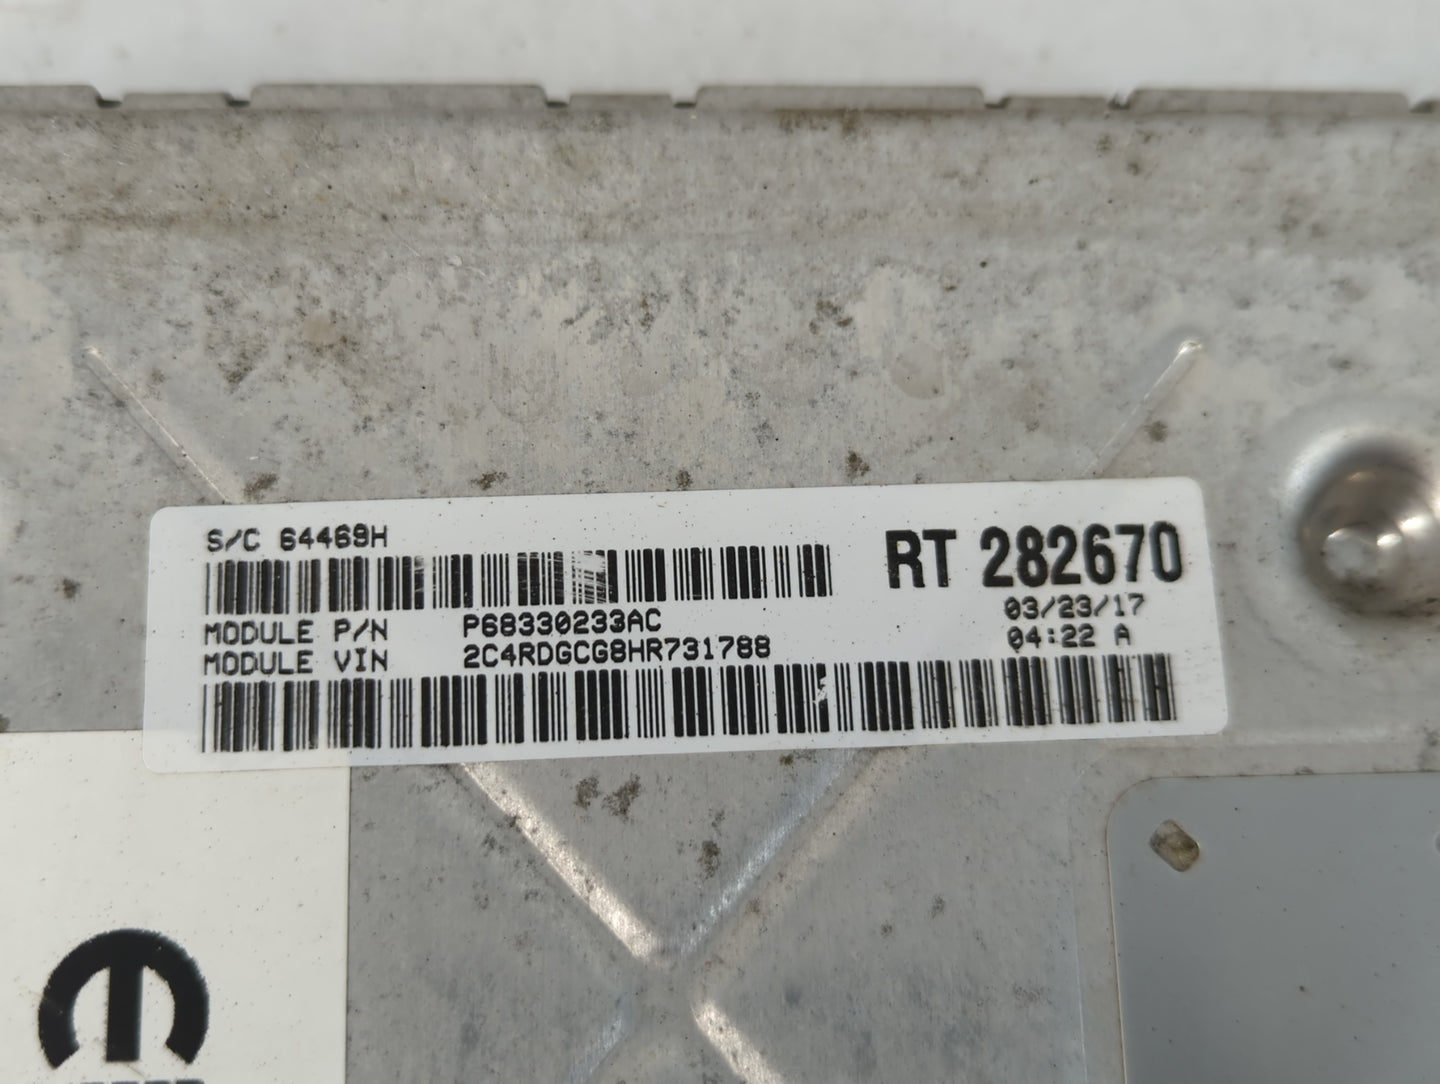 S/C 64469H
RT 282670
03/23/17
MODULE P/N P68330233AC
04:22 A
MODULE VIN 2C4RDGCG8HR731788